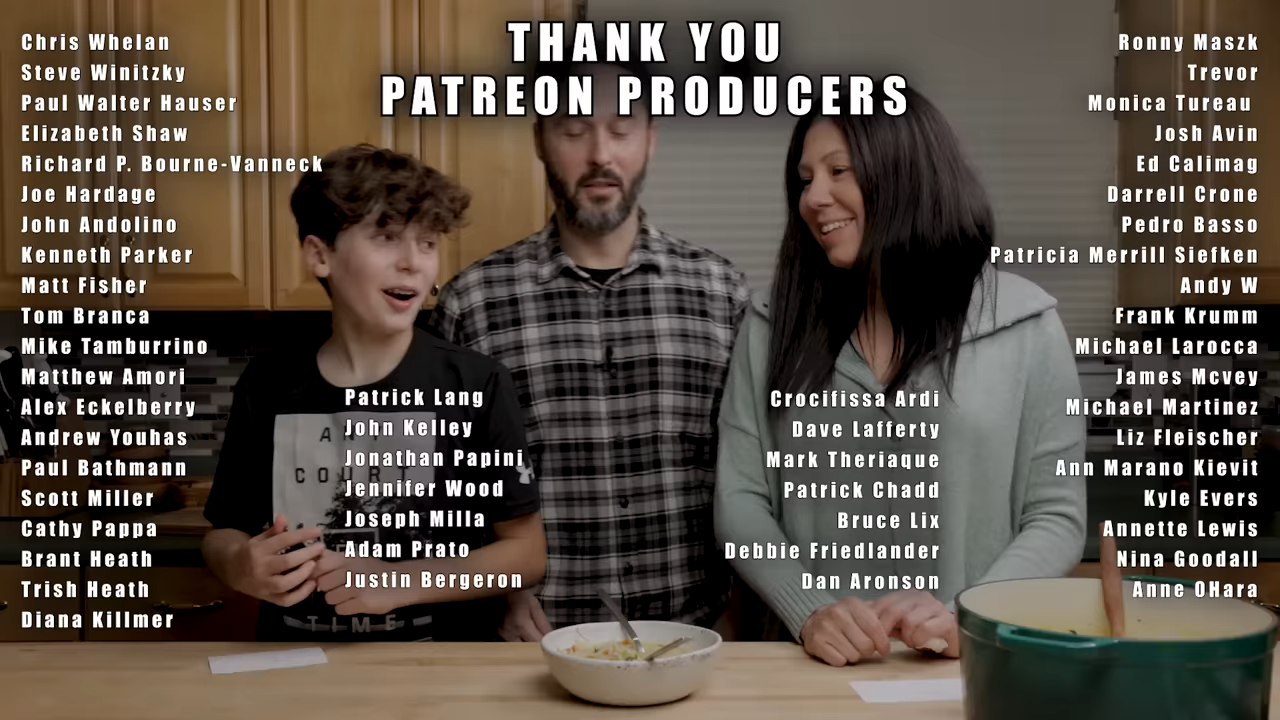 THANK YOU
PATREON PRODUCERS
Chris Whelan
Steve Winitzky
Paul Walter Hauser
Elizabeth Shaw
Richard P. Bourne-Vanneck
Joe Hardage
John Andolino
Kenneth Parker
Matt Fisher
Tom Branca
Mike Tamburrino
Matthew Amori
Alex Eckelberry
Andrew Youhas
Paul Bathmann
Scott Miller
Cathy Pappa
Brant Heath
Trish Heath
Diana Killmer
Patrick Lang
John Kelley
Jonathan Papini
Jennifer Wood
Joseph Milla
Adam Prato
Justin Bergeron
COURT
TIME
Crocifissa Ardi
Dave Lafferty
Mark Theriaque
Patrick Chadd
Bruce Lix
Debbie Friedlander
Dan Aronson
Ronny Maszk
Trevor
Monica Tureau
Josh Avin
Ed Calimag
Darrell Crone
Pedro Basso
Patricia Merrill Siefken
Andy W
Frank Krumm
Michael Larocca
James Mcvey
Michael Martinez
Liz Fleischer
Ann Marano Kievit
Kyle Evers
Annette Lewis
Nina Goodall
Anne OHara